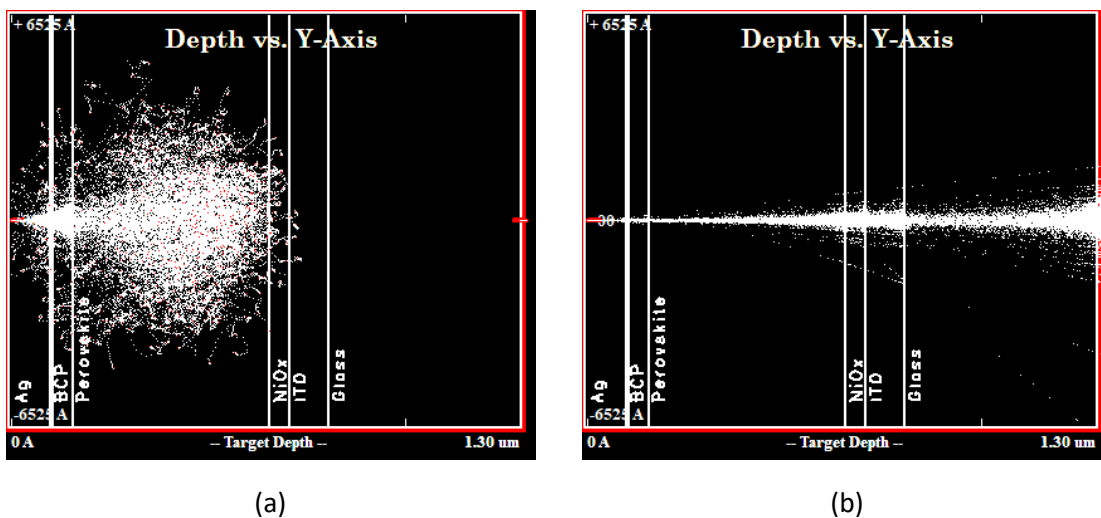 + 6525 A
Depth vs. Y-Axis
Ag
BCP
Perovskite
NiOx
ITO
Glass
-6525 A
0 A
-- Target Depth --
1.30 um
(a)
+ 6525 A
Depth vs. Y-Axis
Ag
BCP
Perovskite
NiOx
ITO
Glass
-6525 A
0 A
-- Target Depth --
1.30 um
(b)